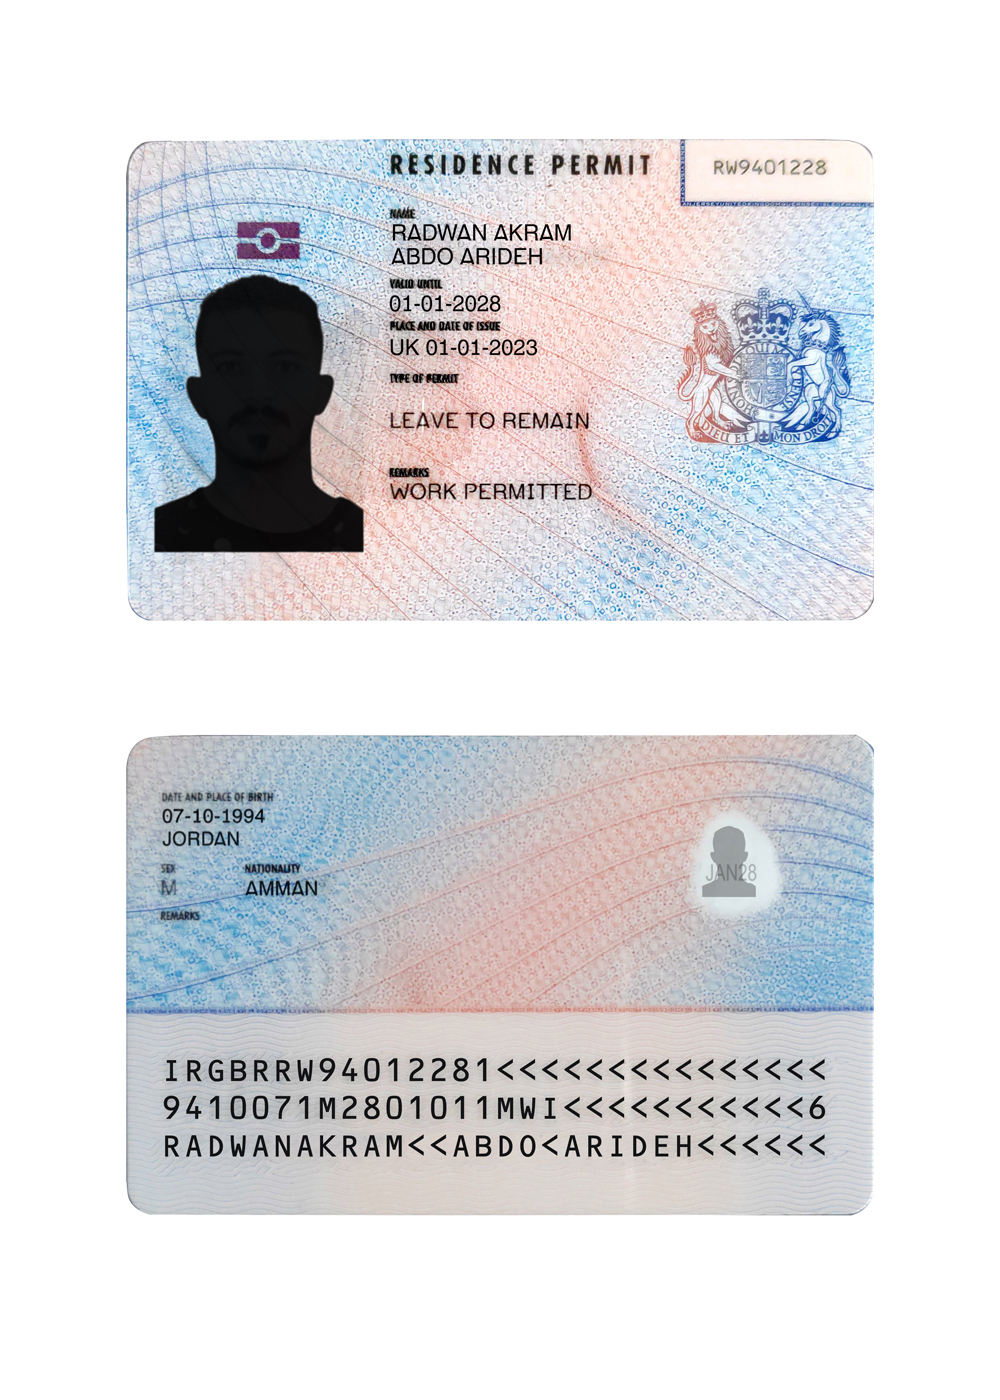 RESIDENCE PERMIT
RW9401228
NAME
RADWAN AKRAM
ABDO ARIDEH
VALID UNTIL
01-01-2028
PLACE AND DATE OF ISSUE
UK 01-01-2023
TYPE OF PERMIT
LEAVE TO REMAIN
REMARKS
WORK PERMITTED
DIEU ET MON DROIT
DATE AND PLACE OF BIRTH
07-10-1994
JORDAN
SEX
NATIONALITY
M
AMMAN
REMARKS
JAN28
IRGBRRW94012281<<<<<<<<<<<<<<<
9410071M2801011MWI<<<<<<<<<<<6
RADWANAKRAM<<ABDO<ARIDEH<<<<<<